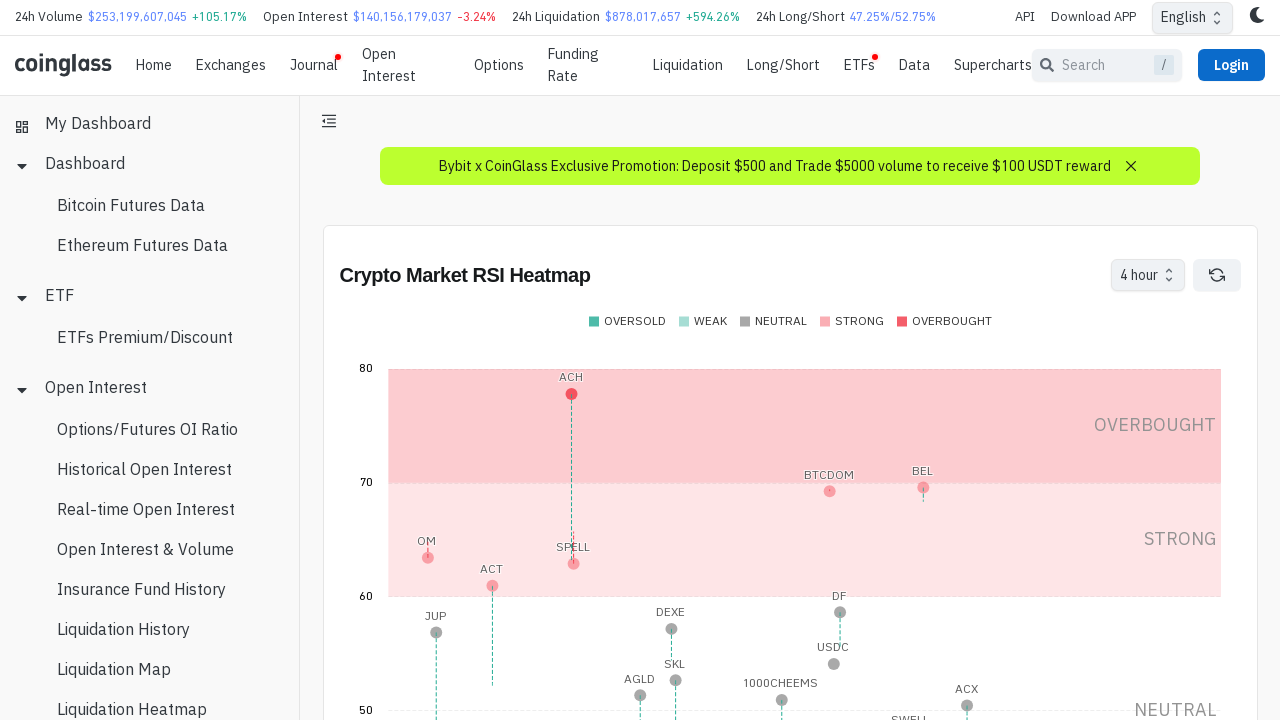 24h Volume $253,199,607,045 +105.17% Open Interest $140,156,179,037 -3.24% 24h Liquidation $878,017,657 +594.26% 24h Long/Short 47.25%/52.75% API Download APP English
coinglass Home Exchanges Journal Open Interest Options Funding Rate Liquidation Long/Short ETFs Data Supercharts Search / Login
My Dashboard
Dashboard
Bitcoin Futures Data
Ethereum Futures Data
ETF
ETFs Premium/Discount
Open Interest
Options/Futures OI Ratio
Historical Open Interest
Real-time Open Interest
Open Interest & Volume
Insurance Fund History
Liquidation History
Liquidation Map
Liquidation Heatmap
Bybit x CoinGlass Exclusive Promotion: Deposit $500 and Trade $5000 volume to receive $100 USDT reward
Crypto Market RSI Heatmap 4 hour
OVERSOLD WEAK NEUTRAL STRONG OVERBOUGHT
80
ACH
OVERBOUGHT
BTCDOM BEL
70
OM SPELL STRONG
ACT
60 DF
JUP DEXE
USDC
SKL
AGLD 1000CHEEMS
ACX
50 NEUTRAL
SWELL